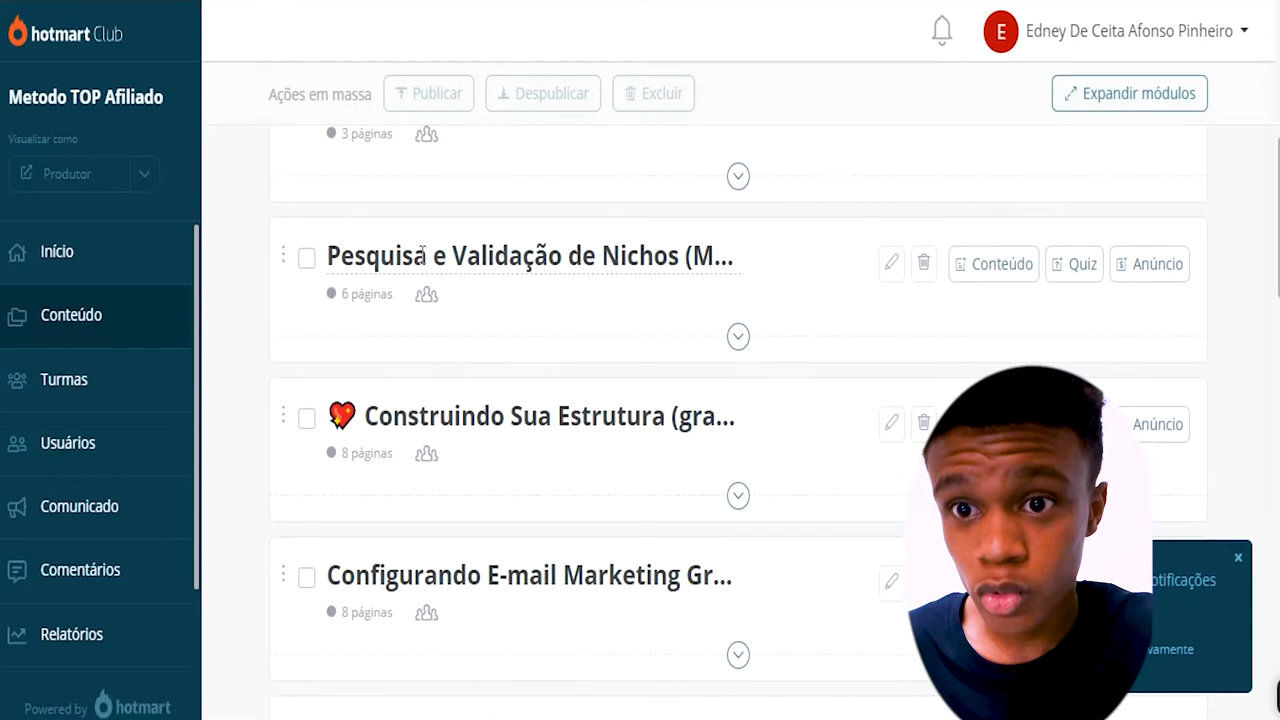 hotmart Club
E
Edney De Ceita Afonso Pinheiro
Metodo TOP Afiliado
Ações em massa
Publicar
Despublicar
Excluir
Expandir módulos
Visualizar como
Produtor
3 páginas
Início
Conteúdo
Turmas
Usuários
Comunicado
Comentários
Relatórios
Powered by hotmart
Pesquisa e Validação de Nichos (M...
6 páginas
Conteúdo
Quiz
Anúncio
Construindo Sua Estrutura (gra...
8 páginas
Anúncio
Configurando E-mail Marketing Gr...
8 páginas
otificações
vamente